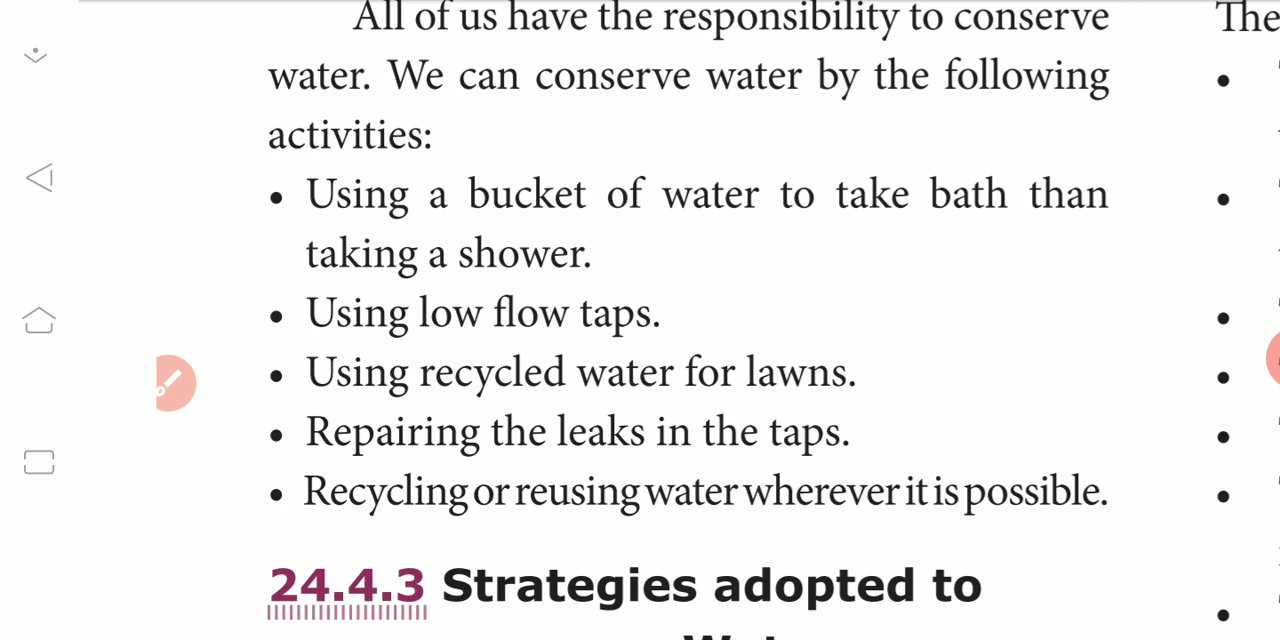 All of us have the responsibility to conserve
water. We can conserve water by the following
activities:
• Using a bucket of water to take bath than
taking a shower.
• Using low flow taps.
• Using recycled water for lawns.
• Repairing the leaks in the taps.
• Recycling or reusing water wherever it is possible.
24.4.3 Strategies adopted to
The